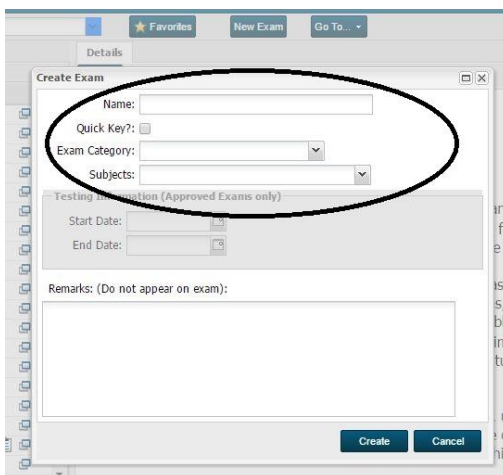 Favorites New Exam Go To...
Details
Create Exam
Name:
Quick Key?:
Exam Category:
Subjects:
Testing Information (Approved Exams only)
Start Date:
End Date:
Remarks: (Do not appear on exam):
Create Cancel